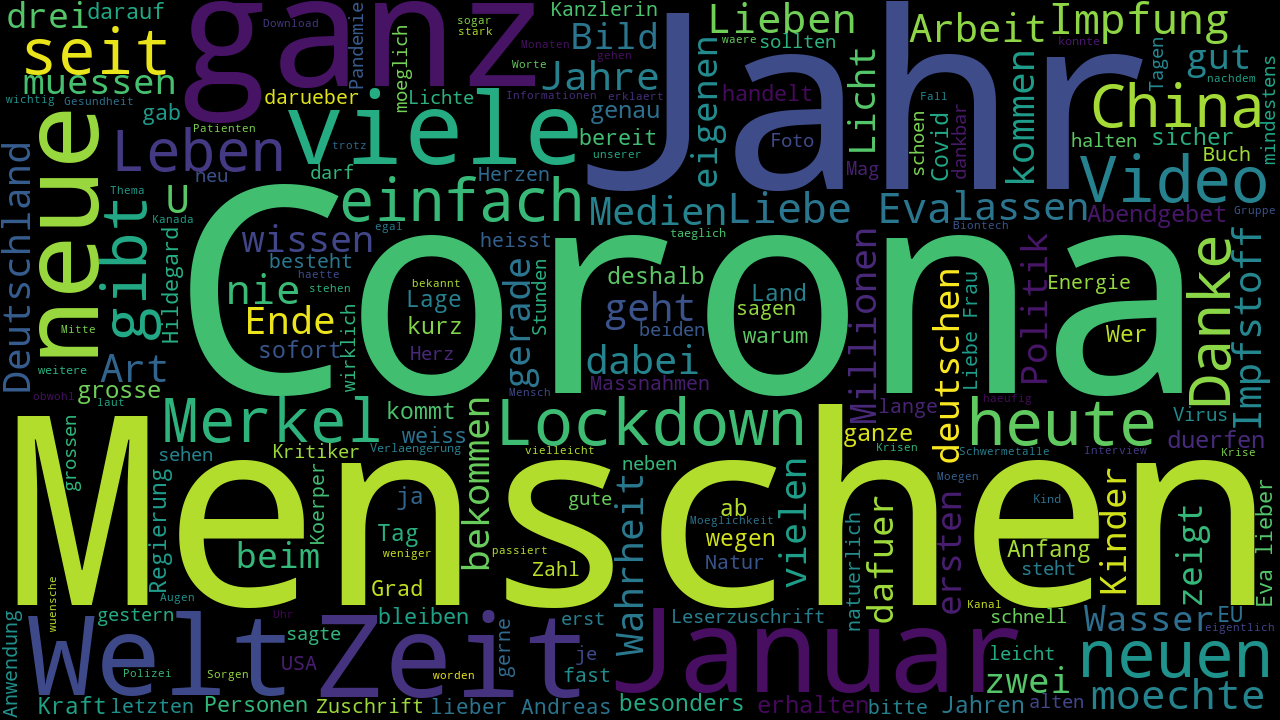 drei
darauf
seit
muessen
ganz
Download
Pandemie
sogar
stark
Kanzlerin
Monaten
gehen
Bild
Lieben
waere
sollten
Arbeit
Impfung
konnte
Tagen
gut
nachdem
wichtig
Gesundheit
gab
darueber
moeglich
Lichte
Worte
Jahre
Informationen
erklaert
genau
eigenen
handelt
Jahr
Licht
Fall
kommen
China
mindestens
Patienten
viele
bereit
Foto
schoen
Covid
dankbar
halten
sicher
neue
Leben
trotz
unserer
Mag
Buch
Deutschland
neu
darf
Herzen
Video
Thema
U
einfach
Medien
Liebe
Eva
lassen
Abendgebet
Gruppe
Kanada
gibt
Hildegard
wissen
egal
heisst
taeglich
Biontech
besteht
Corona
haette
bekannt
stehen
nie
Lage
gerade
Stunden
deshalb
Land
Millionen
deutschen
Politik
Energie
Danke
Impfstoff
Ende
kurz
geht
sagen
beiden
warum
Liebe Frau
Wer
Mitte
sofort
wirklich
Herz
dabei
weitere
Art
grosse
Massnahmen
Mensch
obwohl
laut
Merkel
kommt
Lockdown
lange
haeufig
heute
Virus
weiss
ganze
duerfen
grossen
sehen
Kritiker
Verlaengerung
vielleicht
neben
Krisen
Schwermetalle
Interview
Krise
Regierung
Koerper
ja
bekommen
gute
Wahrheit
ab
vielen
Moegen
Kind
Kinder
Menschen
Moeglichkeit
beim
Tag
wegen
natuerlich
dafuer
ersten
Anfang
zeigt
Eva lieber
weniger
passiert
Zahl
Natur
steht
wuensche
Augen
Grad
Kanal
Anwendung
gestern
Uhr
bleiben
erst
Leserzuschrift
schnell
Wasser
EU
eigentlich
Welt
sagte
Zeit
gerne
je
Januar
leicht
neuen
Polizei
Sorgen
USA
worden
fast
zwei
Kraft
letzten
Personen
Zuschrift
lieber
Andreas
besonders
erhalten
bitte
Jahren
alten
moechte